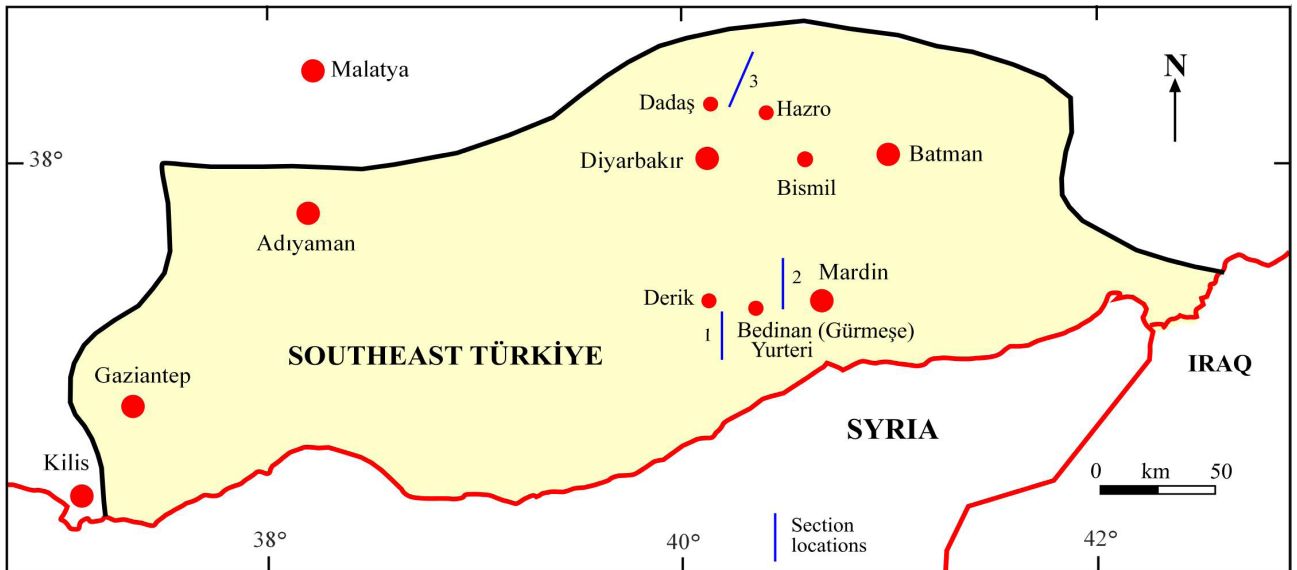 Malatya
N
3
Dadaş
Hazro
38°
Diyarbakır
Batman
Bismil
Adıyaman
2
Mardin
Derik
Bedinan (Gürmeşe)
Yurteri
1
SOUTHEAST TÜRKİYE
IRAQ
Gaziantep
SYRIA
Kilis
0 km 50
Section
locations
38°
40°
42°